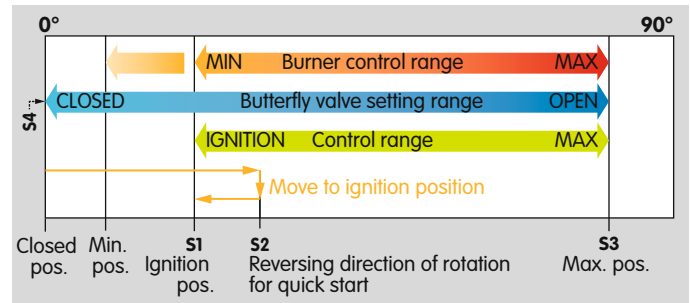 0° 90°
MIN Burner control range MAX
S4 CLOSED Butterfly valve setting range OPEN
IGNITION Control range MAX
Move to ignition position
Closed Min. S1 S2 S3
pos. pos. Ignition Reversing direction of rotation Max. pos.
pos. for quick start